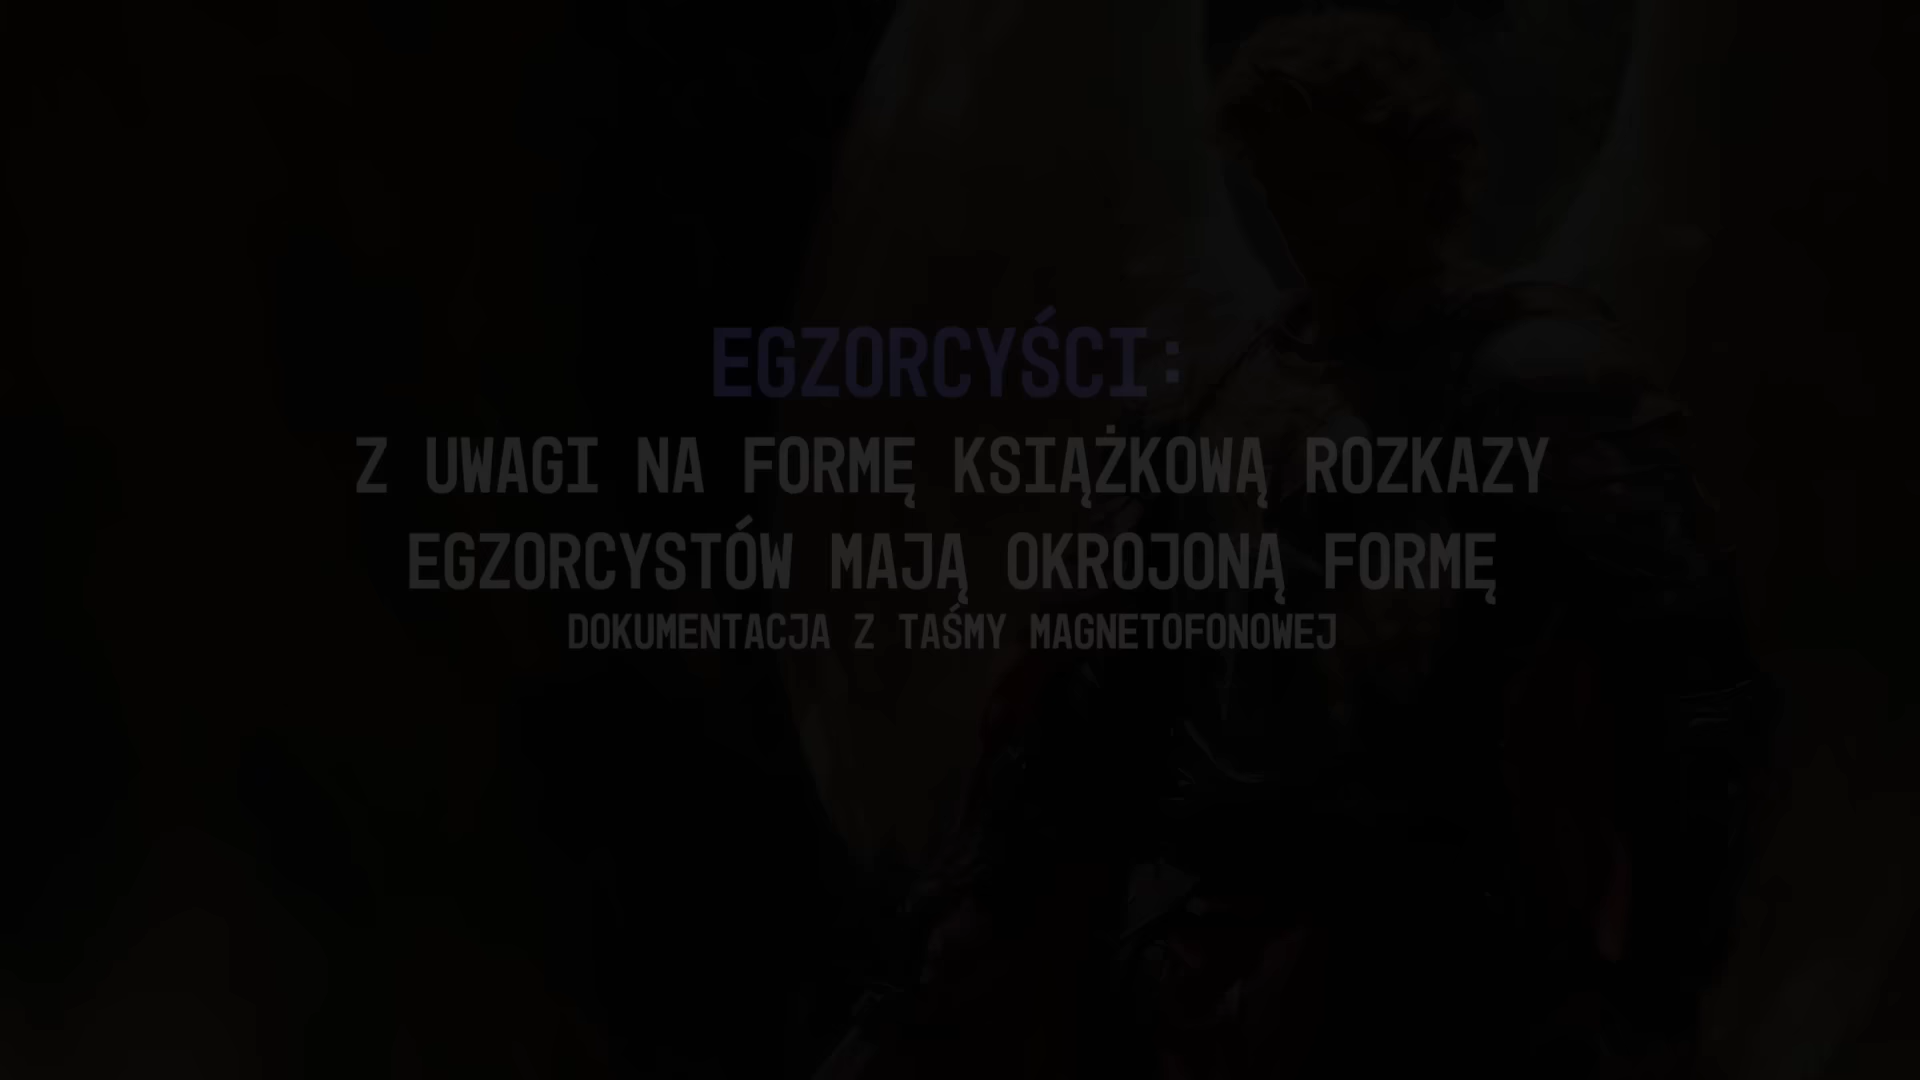 EGZORCYŚCI:
Z UWAGI NA FORMĘ KSIĄŻKOWĄ ROZKAZY
EGZORCYSTÓW MAJĄ OKROJONĄ FORMĘ
DOKUMENTACJA Z TAŚMY MAGNETOFONOWEJ